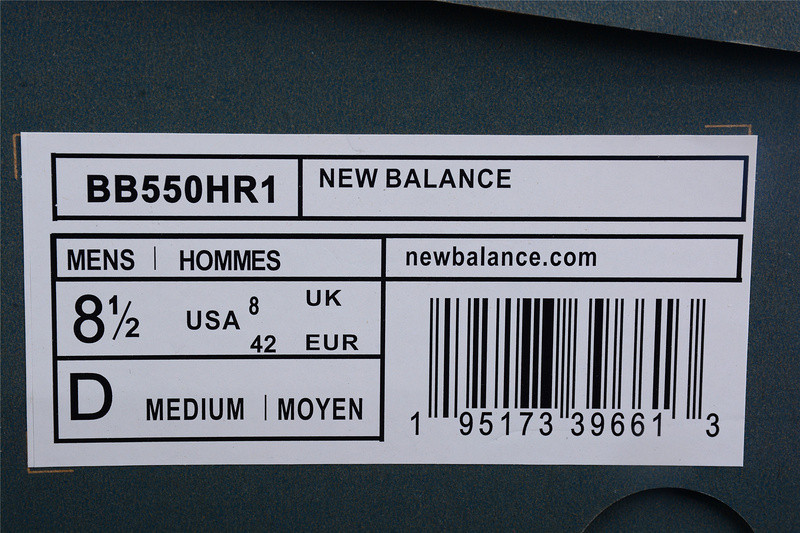 BB550HR1
NEW BALANCE
MENS | HOMMES
newbalance.com
8½ USA 8 UK
42 EUR
D MEDIUM | MOYEN
1 95173 39661 3